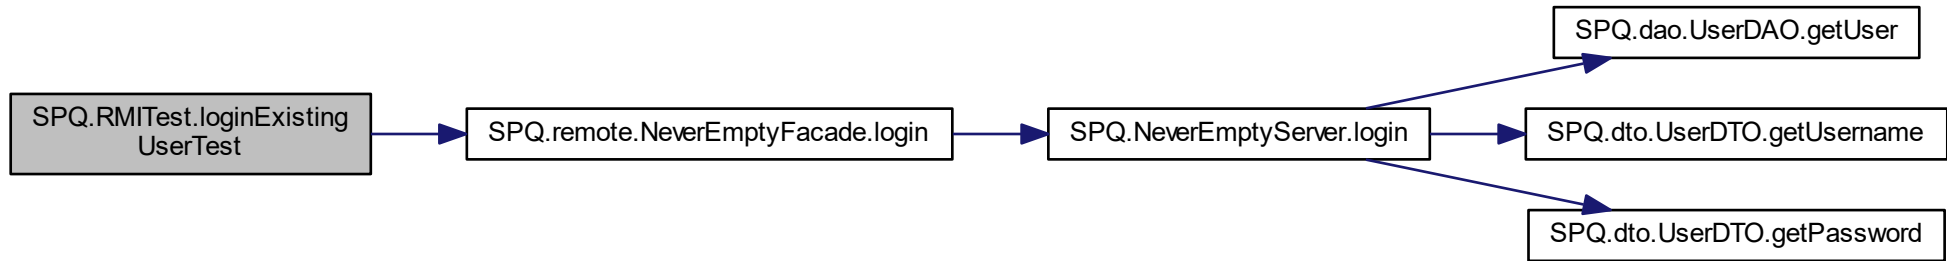 SPQ.RMITest.loginExisting
UserTest
SPQ.remote.NeverEmptyFacade.login
SPQ.NeverEmptyServer.login
SPQ.dao.UserDAO.getUser
SPQ.dto.UserDTO.getUsername
SPQ.dto.UserDTO.getPassword